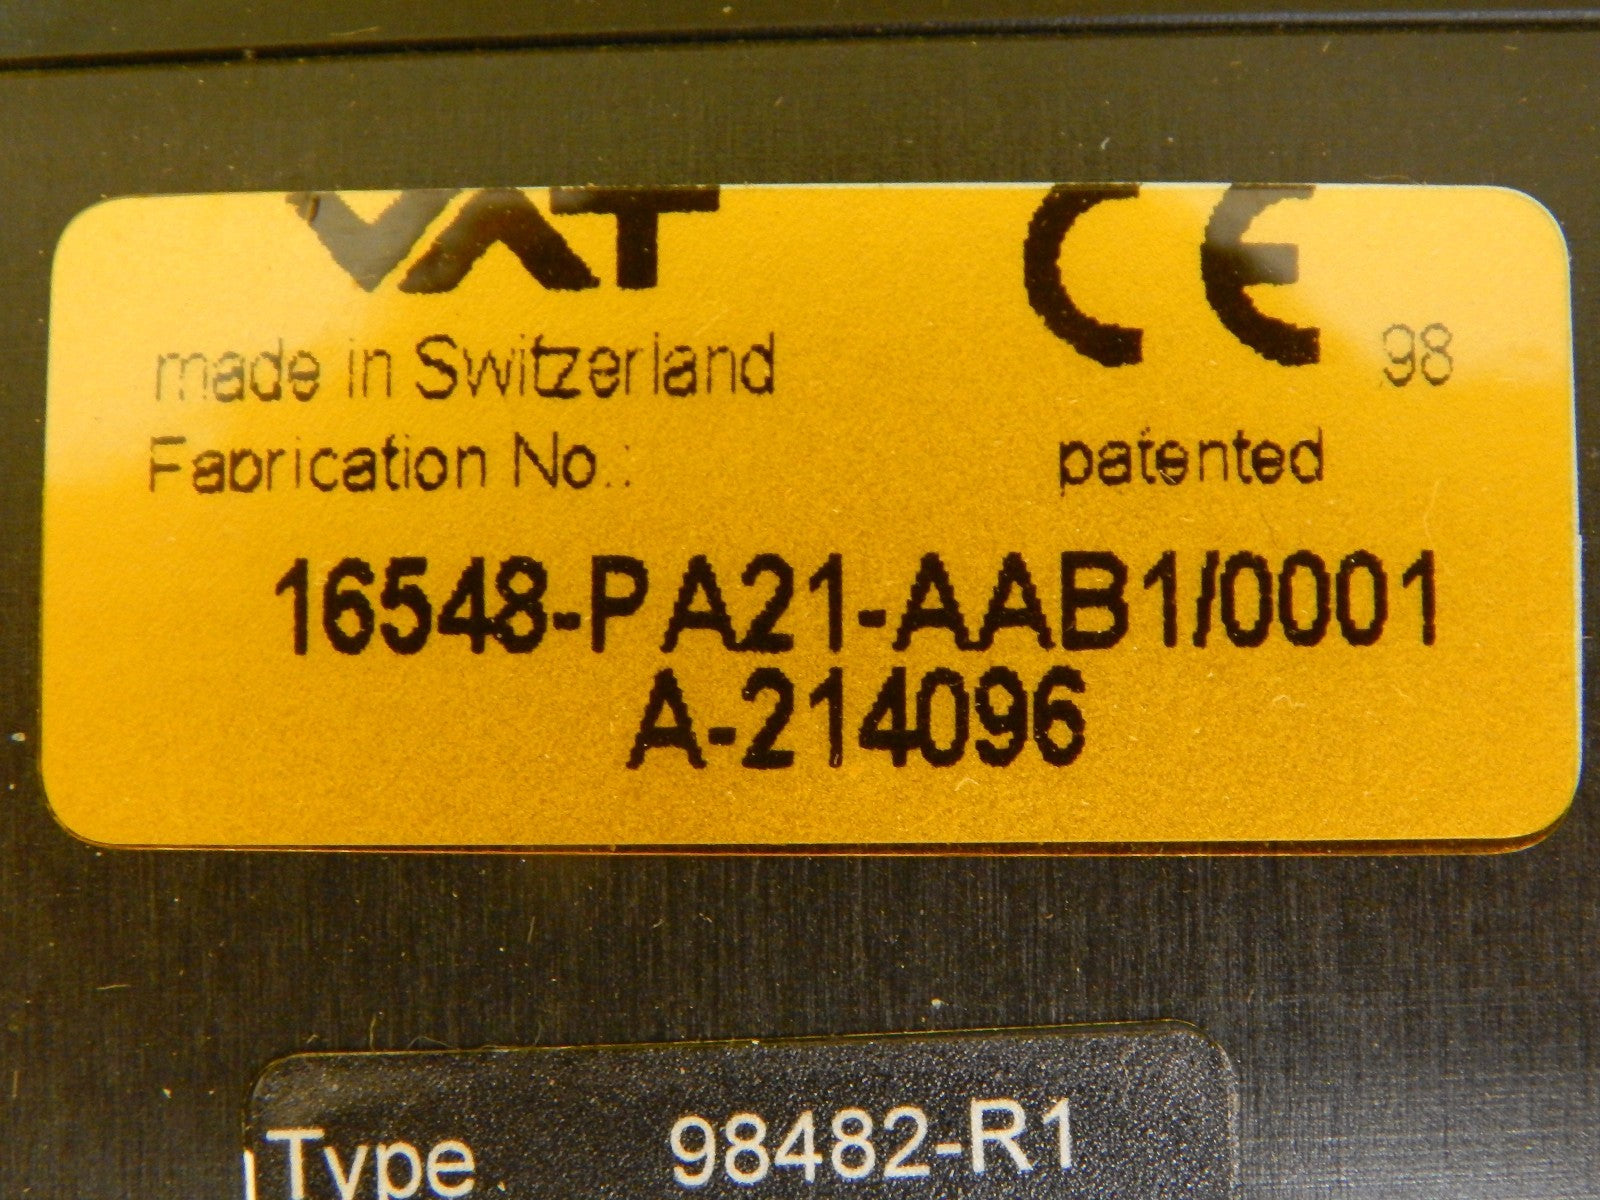 VAT CE
made in Switzerland 98
Fabrication No.: patented
16548-PA21-AAB1/0001
A-214096
Type 98482-R1